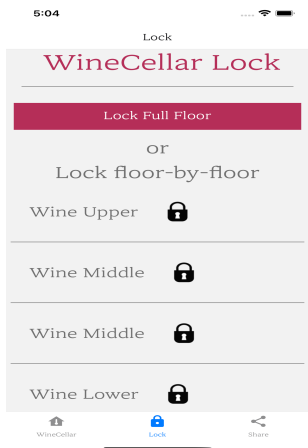 5:04
Lock
WineCellar Lock
Lock Full Floor
or
Lock floor-by-floor
Wine Upper
Wine Middle
Wine Middle
Wine Lower
WineCellar
Lock
Share